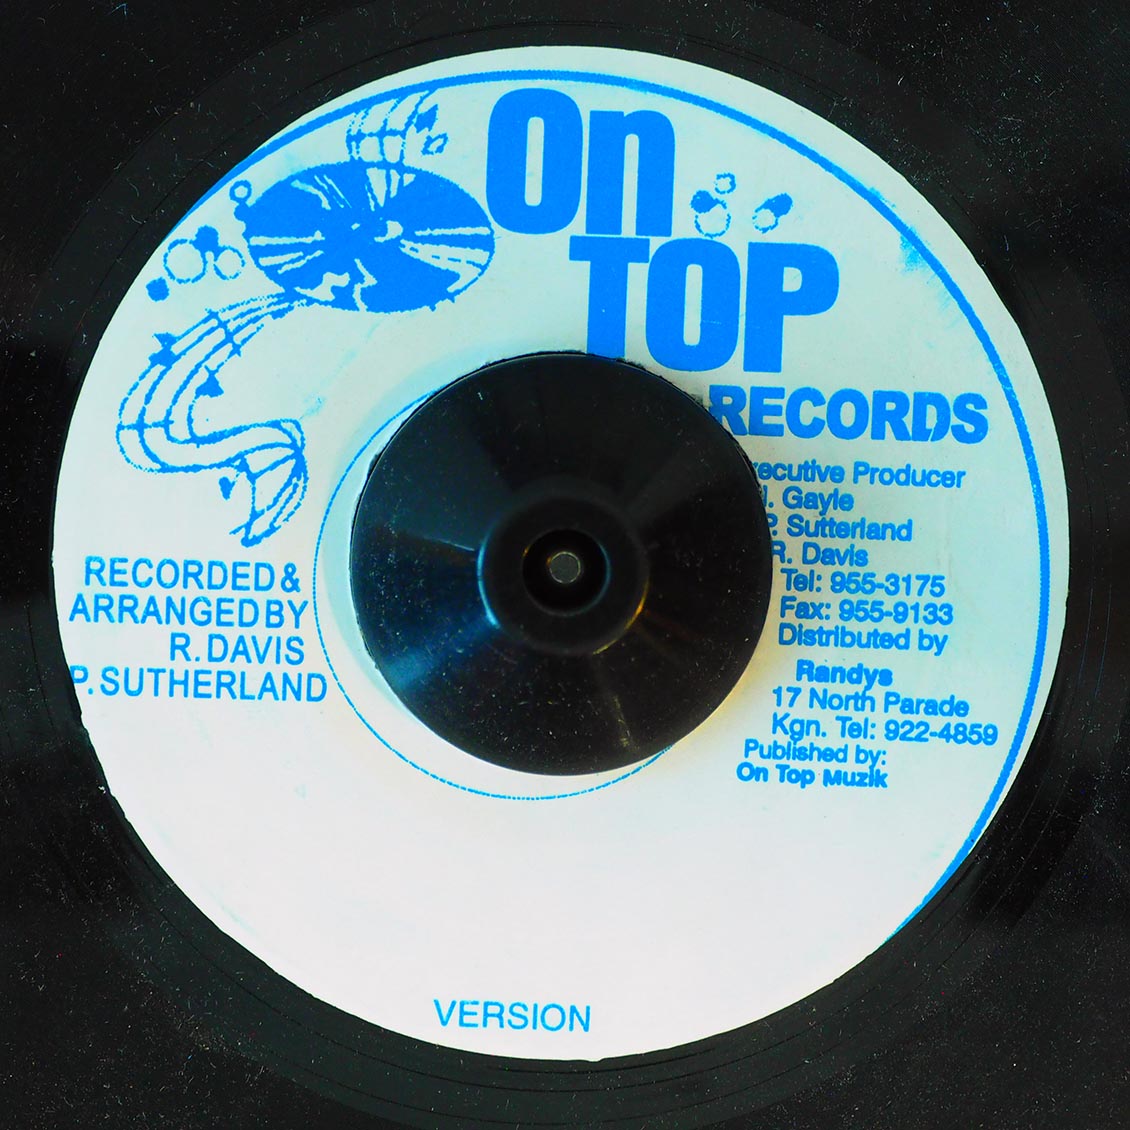 On
TOP
RECORDS
Producer
Gayle
Sutterland
R. Davis
Tel: 955-3175
Fax: 955-9133
Distributed by
Randys
17 North Parade
Kgn. Tel: 922-4859
Published by:
On Top Muzik
RECORDED &
ARRANGED BY
R. DAVIS
P. SUTHERLAND
VERSION